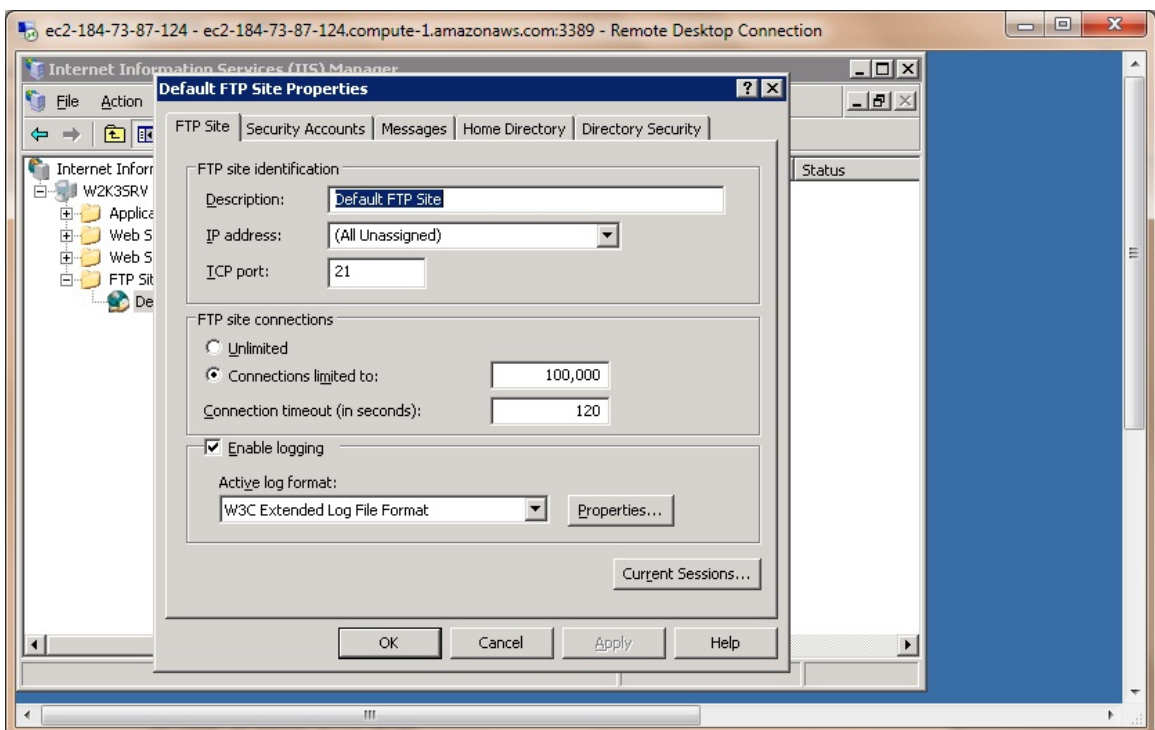 ec2-184-73-87-124 - ec2-184-73-87-124.compute-1.amazonaws.com:3389 - Remote Desktop Connection
Internet Information Services (IIS) Manager
File Action
Default FTP Site Properties
FTP Site Security Accounts Messages Home Directory Directory Security
Internet Inforr
W2K3SRV
Applica
Web S
Web S
FTP Sit
De
Status
FTP site identification
Description: Default FTP Site
IP address: (All Unassigned)
TCP port: 21
FTP site connections
Unlimited
Connections limited to: 100,000
Connection timeout (in seconds): 120
Enable logging
Active log format:
W3C Extended Log File Format Properties...
Current Sessions...
OK Cancel Apply Help